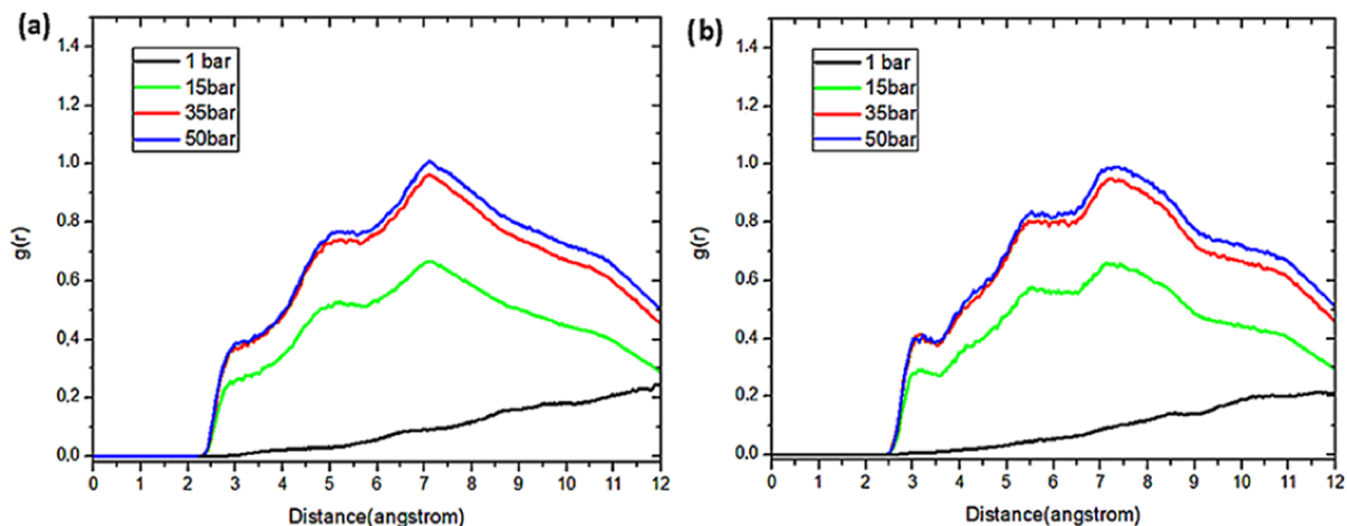 (a)
1.4
1.2
1.0
0.8
0.6
0.4
0.2
0.0
g(r)
1 bar
15bar
35bar
50bar
0 1 2 3 4 5 6 7 8 9 10 11 12
Distance(angstrom)
(b)
1.4
1.2
1.0
0.8
0.6
0.4
0.2
0.0
g(r)
1 bar
15bar
35bar
50bar
0 1 2 3 4 5 6 7 8 9 10 11 12
Distance(angstrom)